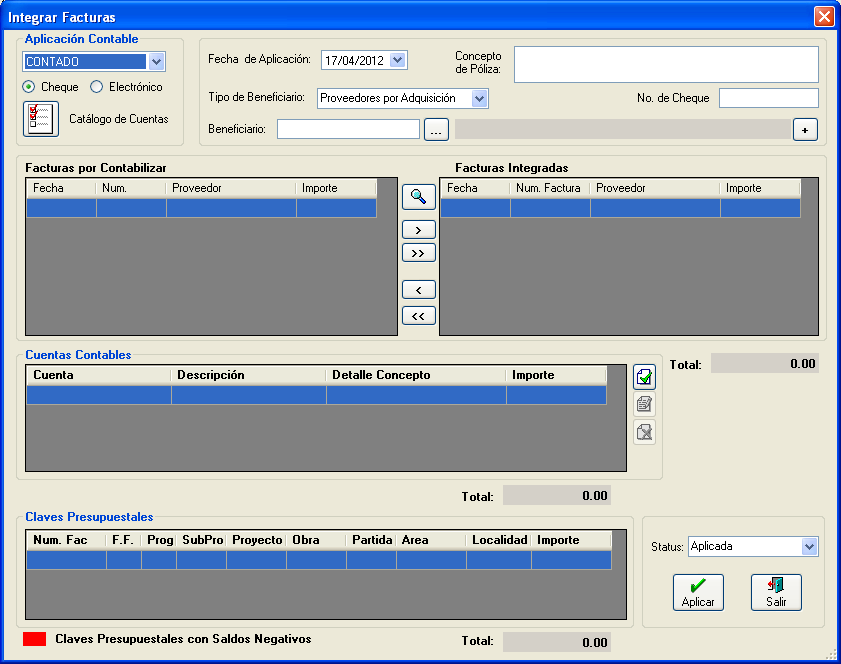 Integrar Facturas
Aplicación Contable
CONTADO
Cheque Electrónico
Catálogo de Cuentas
Fecha de Aplicación: 17/04/2012
Concepto
de Póliza:
Tipo de Beneficiario: Proveedores por Adquisición
No. de Cheque
Beneficiario: ... +
Facturas por Contabilizar
Fecha Num. Proveedor Importe
>
>>
<
<<
Facturas Integradas
Fecha Num. Factura Proveedor Importe
Cuentas Contables
Cuenta Descripción Detalle Concepto Importe
Total: 0.00
Total: 0.00
Claves Presupuestales
Num. Fac F.F. Prog SubPro Proyecto Obra Partida Area Localidad Importe
Status: Aplicada
Aplicar Salir
Claves Presupuestales con Saldos Negativos
Total: 0.00